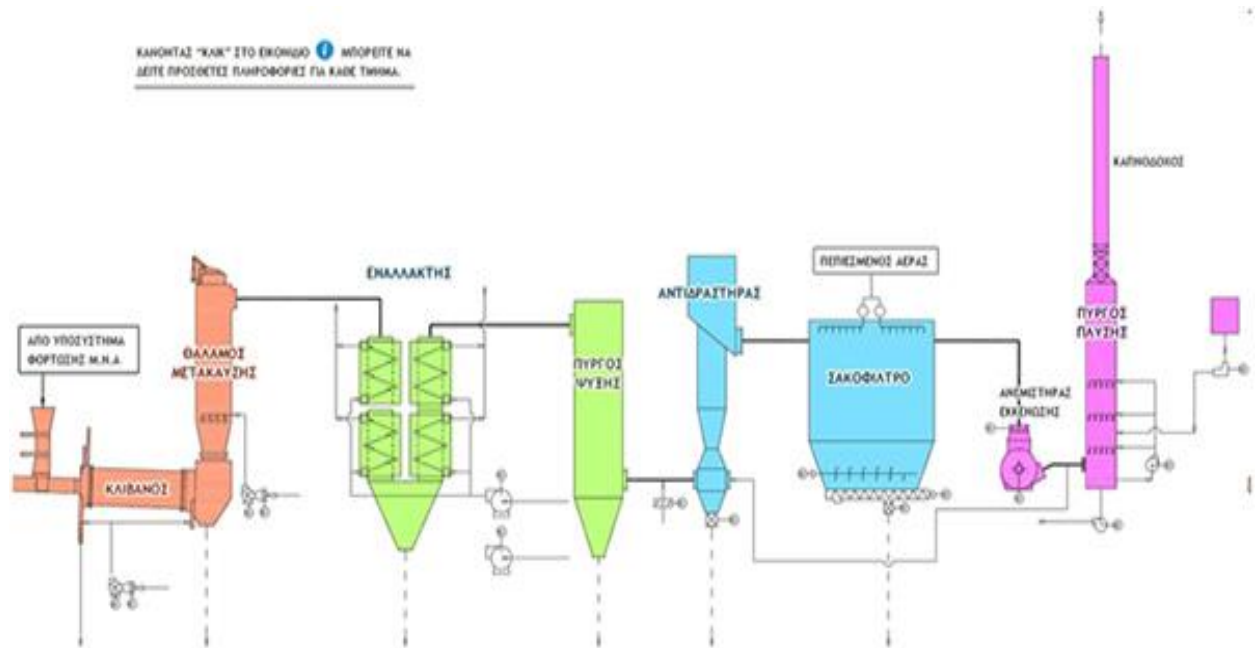 ΚΑΝΟΝΤΑΣ "ΚΛΙΚ" ΣΤΟ ΕΙΚΟΝΙΔΙΟ i ΜΠΟΡΕΙΤΕ ΝΑ
ΔΕΙΤΕ ΠΡΟΣΘΕΤΕΣ ΠΛΗΡΟΦΟΡΙΕΣ ΓΙΑ ΚΑΘΕ ΤΜΗΜΑ.
ΚΑΠΝΟΔΟΧΟΣ
ΕΝΑΛΛΑΚΤΗΣ
ΠΕΠΙΕΣΜΕΝΟΣ ΑΕΡΑΣ
ΑΝΤΙΔΡΑΣΤΗΡΑΣ
ΠΥΡΓΟΣ
ΠΛΥΣΗΣ
ΑΠΟ ΥΠΟΣΥΣΤΗΜΑ
ΦΟΡΤΩΣΗΣ Μ.Ν.Α
ΘΑΛΑΜΟΣ
ΜΕΤΑΚΑΥΣΗΣ
ΠΥΡΓΟΣ
ΨΥΞΗΣ
ΣΑΚΟΦΙΛΤΡΟ
ΑΝΕΜΙΣΤΗΡΑΣ
ΕΚΚΕΝΩΣΗΣ
ΚΛΙΒΑΝΟΣ